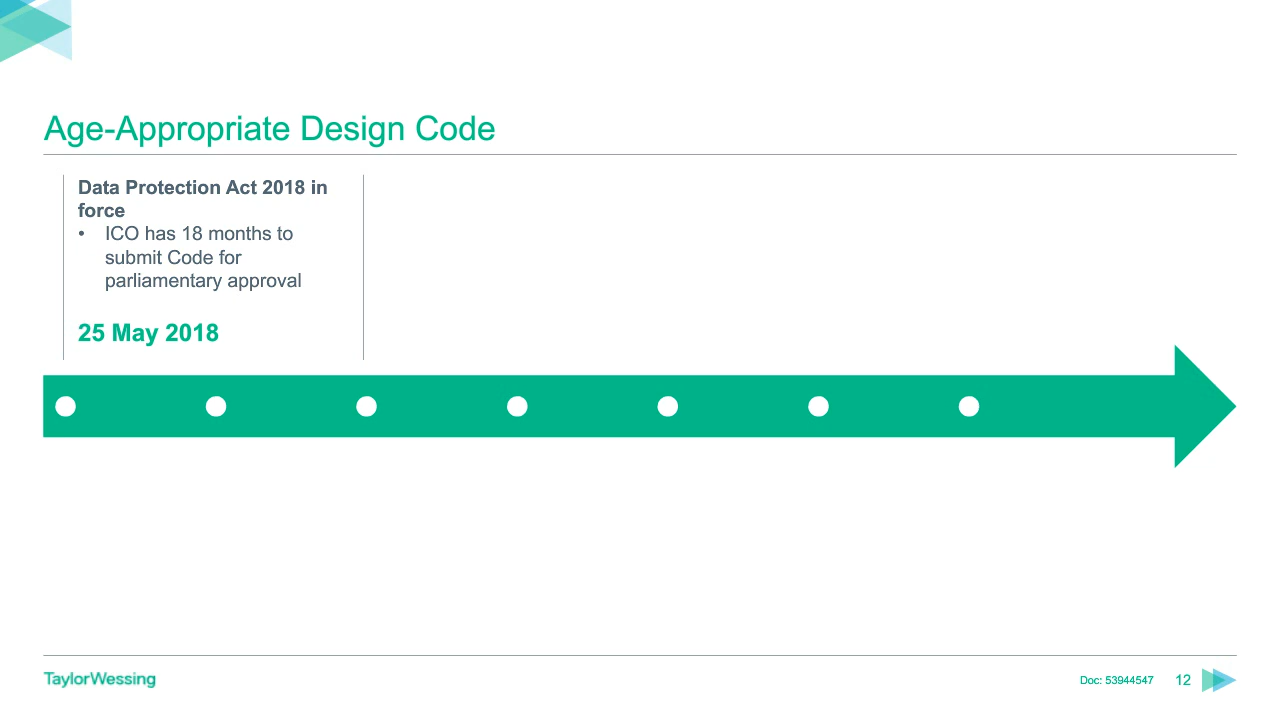 Age-Appropriate Design Code
Data Protection Act 2018 in
force
• ICO has 18 months to
submit Code for
parliamentary approval
25 May 2018
TaylorWessing
Doc: 53944547
12